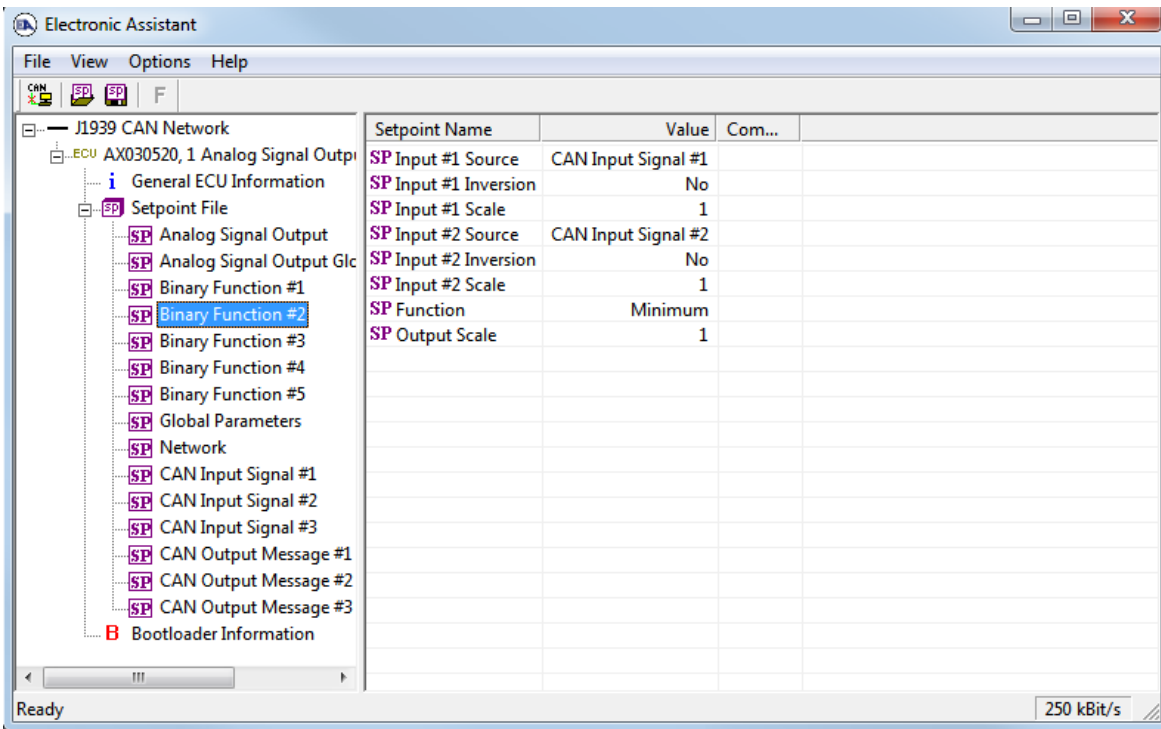 Electronic Assistant
File View Options Help
CAN SP SP F
J1939 CAN Network
ECU AX030520, 1 Analog Signal Outpu
i General ECU Information
SP Setpoint File
SP Analog Signal Output
SP Analog Signal Output Glo
SP Binary Function #1
SP Binary Function #2
SP Binary Function #3
SP Binary Function #4
SP Binary Function #5
SP Global Parameters
SP Network
SP CAN Input Signal #1
SP CAN Input Signal #2
SP CAN Input Signal #3
SP CAN Output Message #1
SP CAN Output Message #2
SP CAN Output Message #3
B Bootloader Information
Setpoint Name Value Com...
SP Input #1 Source CAN Input Signal #1
SP Input #1 Inversion No
SP Input #1 Scale 1
SP Input #2 Source CAN Input Signal #2
SP Input #2 Inversion No
SP Input #2 Scale 1
SP Function Minimum
SP Output Scale 1
Ready 250 kBit/s